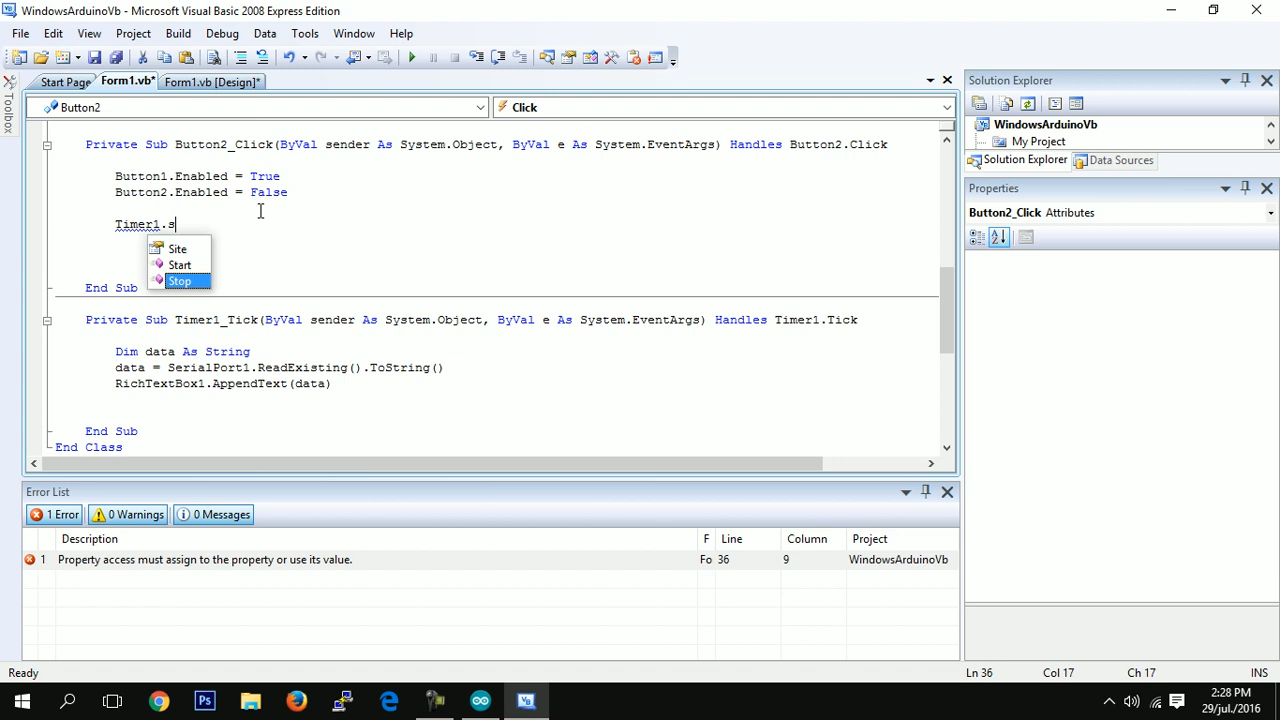 WindowsArduinoVb - Microsoft Visual Basic 2008 Express Edition
File Edit View Project Build Debug Data Tools Window Help
Toolbox
Start Page Form1.vb* Form1.vb [Design]*
Button2 Click
Private Sub Button2_Click(ByVal sender As System.Object, ByVal e As System.EventArgs) Handles Button2.Click
Button1.Enabled = True
Button2.Enabled = False
Timer1.s
Site
Start
Stop
End Sub
Private Sub Timer1_Tick(ByVal sender As System.Object, ByVal e As System.EventArgs) Handles Timer1.Tick
Dim data As String
data = SerialPort1.ReadExisting().ToString()
RichTextBox1.AppendText(data)
End Sub
End Class
Error List
1 Error 0 Warnings 0 Messages
Description F Line Column Project
1 Property access must assign to the property or use its value. Fo 36 9 WindowsArduinoVb
Solution Explorer
WindowsArduinoVb
My Project
Solution Explorer Data Sources
Properties
Button2_Click Attributes
Ready Ln 36 Col 17 Ch 17 INS
2:28 PM
29/jul./2016